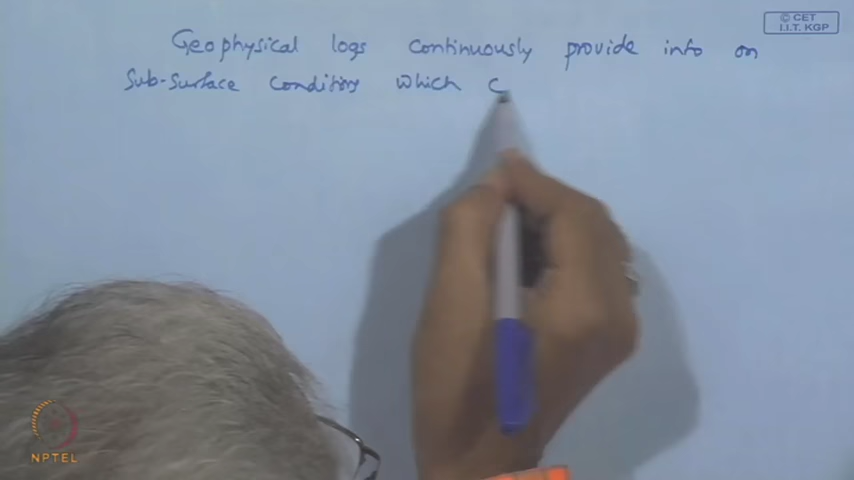 © CET
I.I.T. KGP
Geophysical logs continuously provide info on
Sub-Surface Conditions which c
NPTEL